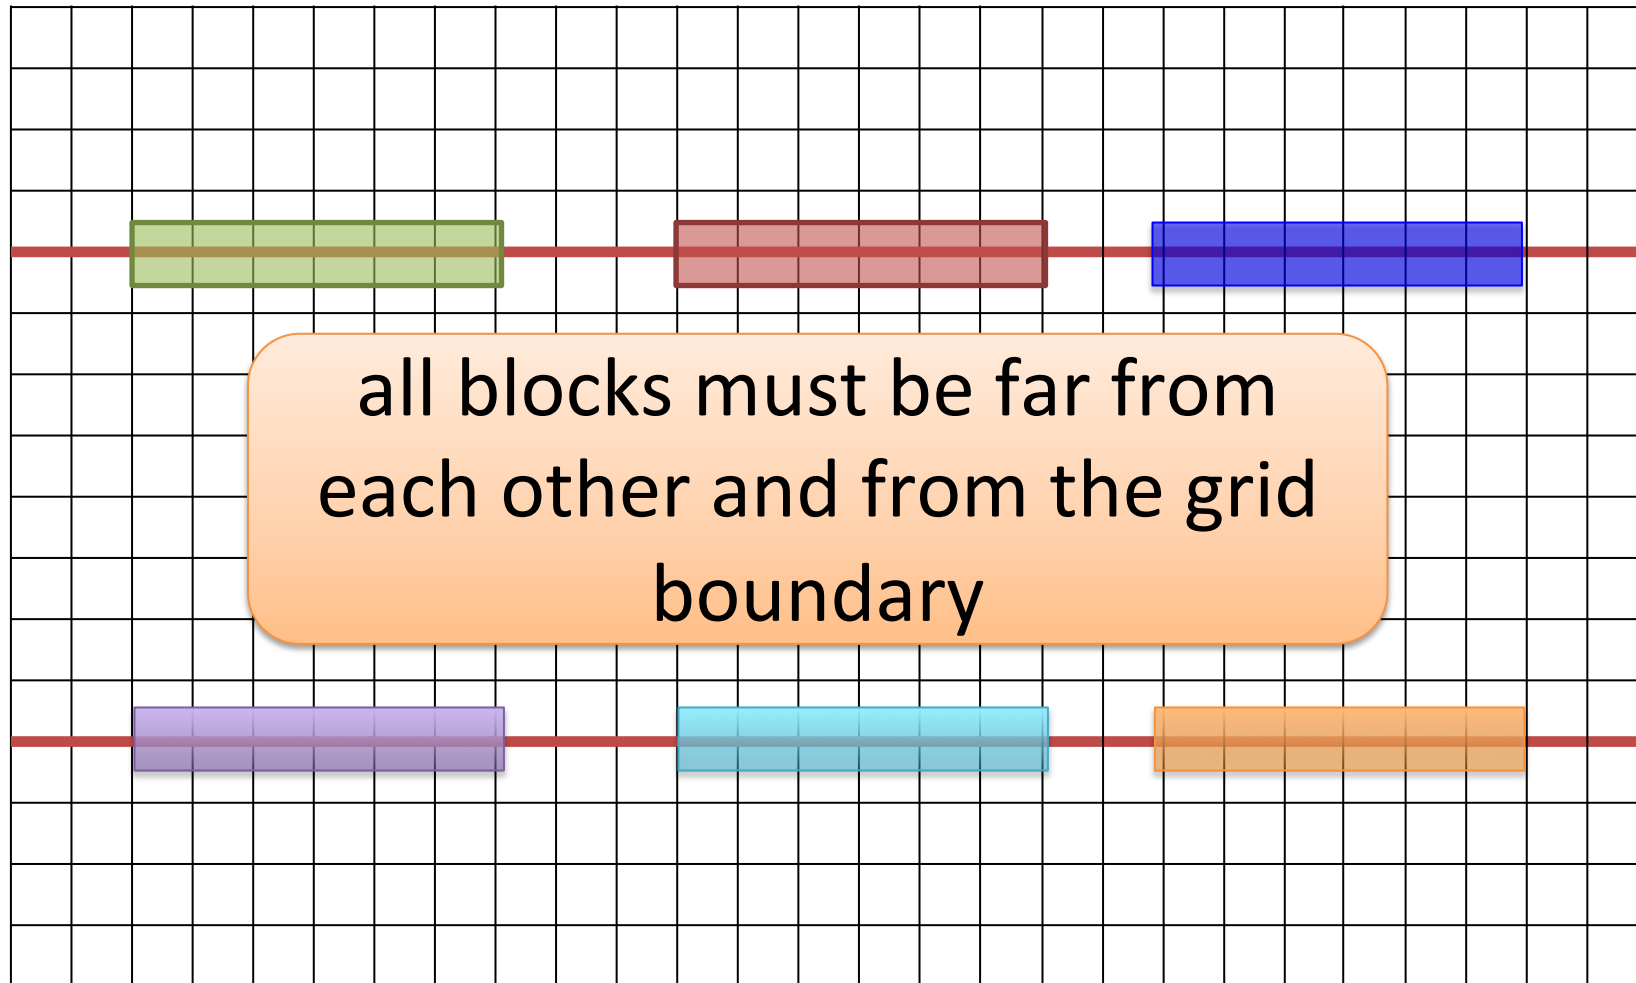 all blocks must be far from
each other and from the grid
boundary